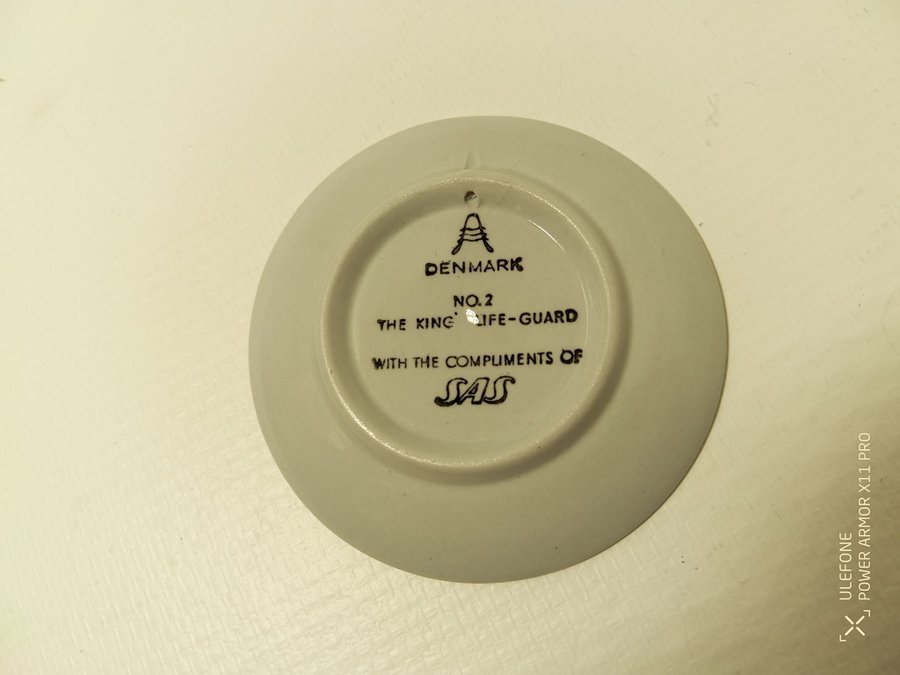 DENMARK
NO.2
THE KING' LIFE-GUARD
WITH THE COMPLIMENTS OF
SAS
ULEFONE
POWER ARMOR X11 PRO